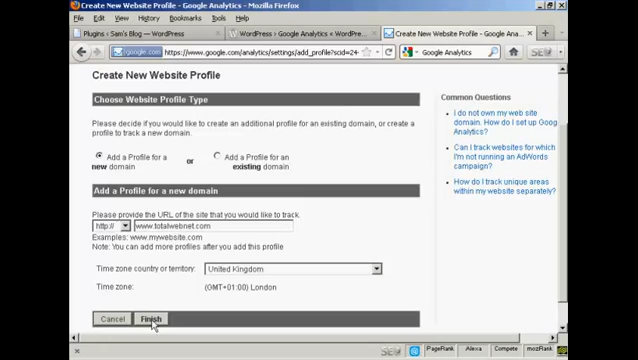 Create New Website Profile - Google Analytics - Mozilla Firefox
File Edit View History Bookmarks Tools Help
Plugins ‹ Sam's Blog — WordPress
WordPress › Google Analytics « WordPress...
Create New Website Profile - Google Anal...
google.com https://www.google.com/analytics/settings/add_profile?scid=24
Google Analytics
Create New Website Profile
Choose Website Profile Type
Please decide if you would like to create an additional profile for an existing domain, or create a
profile to track a new domain.
Add a Profile for a
new domain
or
Add a Profile for an
existing domain
Add a Profile for a new domain
Please provide the URL of the site that you would like to track.
http:// www.totalwebnet.com
Examples: www.mywebsite.com
Note: You can add more profiles after you add this profile
Time zone country or territory: United Kingdom
Time zone: (GMT+01:00) London
Cancel Finish
Common Questions
I do not own my web site
domain. How do I set up Goog
Analytics?
Can I track websites for which
I'm not running an AdWords
campaign?
How do I track unique areas
within my website separately?
SEO PageRank Alexa Compete mozRank